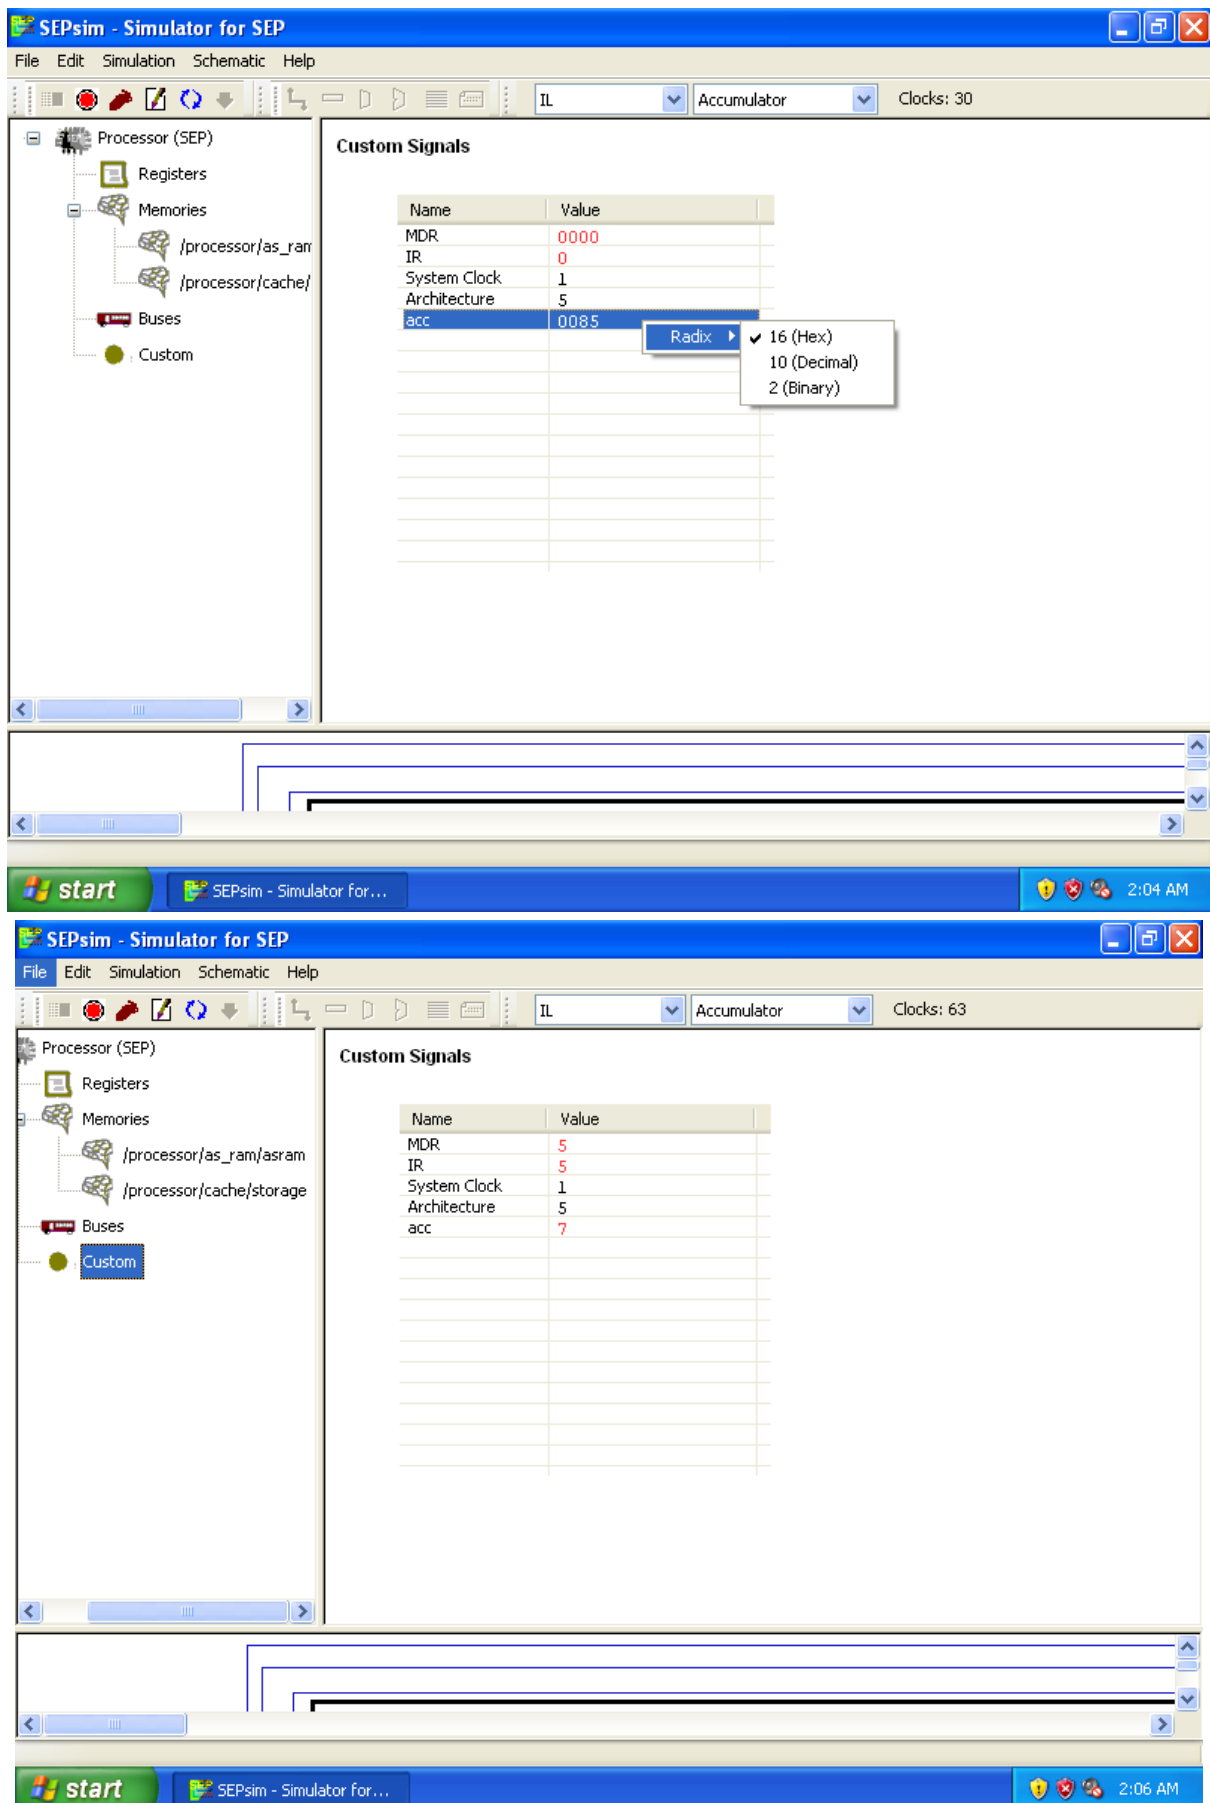 SEPsim - Simulator for SEP
File Edit Simulation Schematic Help
IL Accumulator Clocks: 30
Processor (SEP)
Registers
Memories
/processor/as_ram
/processor/cache/
Buses
Custom
Custom Signals
Name Value
MDR 0000
IR 0
System Clock 1
Architecture 5
acc 0085
Radix 16 (Hex)
10 (Decimal)
2 (Binary)
start SEPsim - Simulator for... 2:04 AM
SEPsim - Simulator for SEP
File Edit Simulation Schematic Help
IL Accumulator Clocks: 63
Processor (SEP)
Registers
Memories
/processor/as_ram/asram
/processor/cache/storage
Buses
Custom
Custom Signals
Name Value
MDR 5
IR 5
System Clock 1
Architecture 5
acc 7
start SEPsim - Simulator for... 2:06 AM